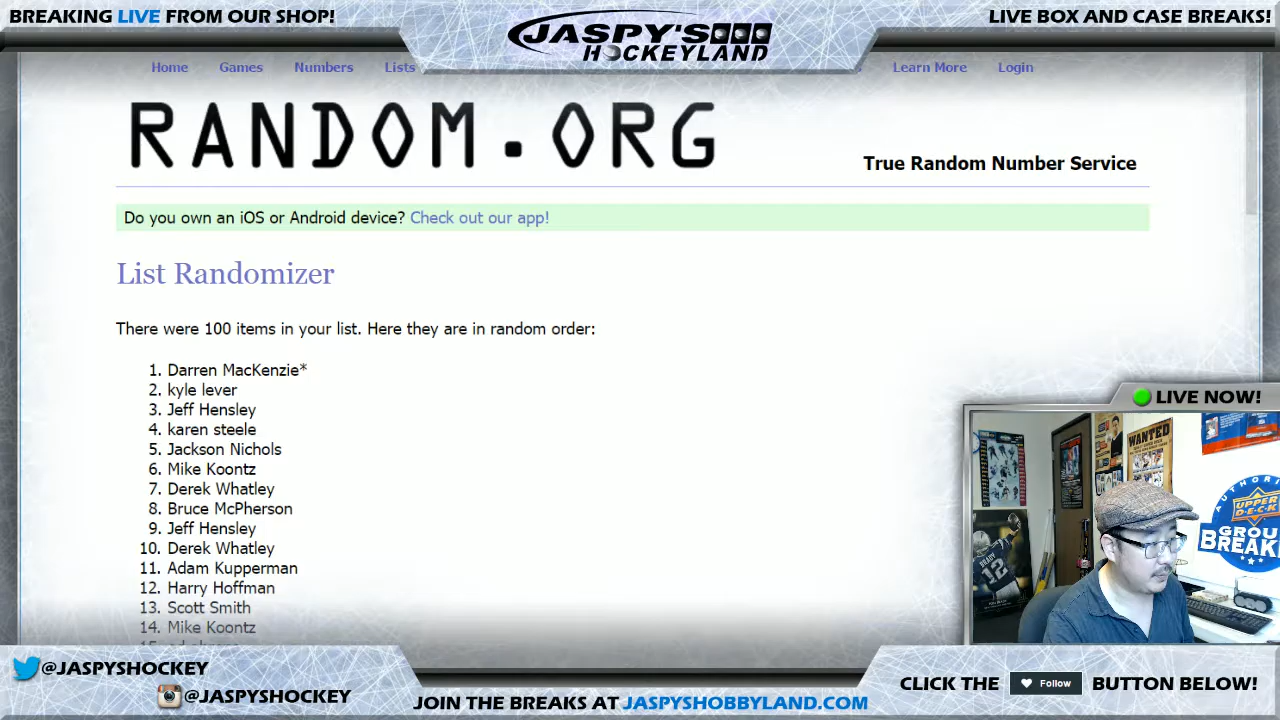 BREAKING LIVE FROM OUR SHOP!
JASPY'S
HOCKEYLAND
LIVE BOX AND CASE BREAKS!
Home Games Numbers Lists Learn More Login
RANDOM.ORG
True Random Number Service
Do you own an iOS or Android device? Check out our app!
List Randomizer
There were 100 items in your list. Here they are in random order:
1. Darren MacKenzie*
2. kyle lever
3. Jeff Hensley
4. karen steele
5. Jackson Nichols
6. Mike Koontz
7. Derek Whatley
8. Bruce McPherson
9. Jeff Hensley
10. Derek Whatley
11. Adam Kupperman
12. Harry Hoffman
13. Scott Smith
14. Mike Koontz
LIVE NOW!
WANTED
AUTHORI
UPPER
DECK
GROU
BREAKE
12
@JASPYSHOCKEY
@JASPYSHOCKEY
JOIN THE BREAKS AT JASPYSHOBBYLAND.COM
CLICK THE Follow BUTTON BELOW!